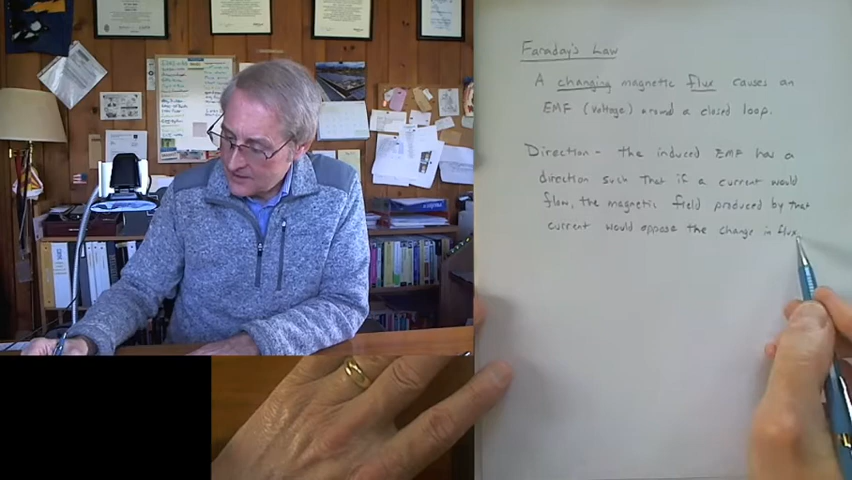 Faraday's Law
A changing magnetic flux causes an
EMF (voltage) around a closed loop.
Direction - the induced EMF has a
direction such that if a current would
flow, the magnetic field produced by that
current would oppose the change in flux.